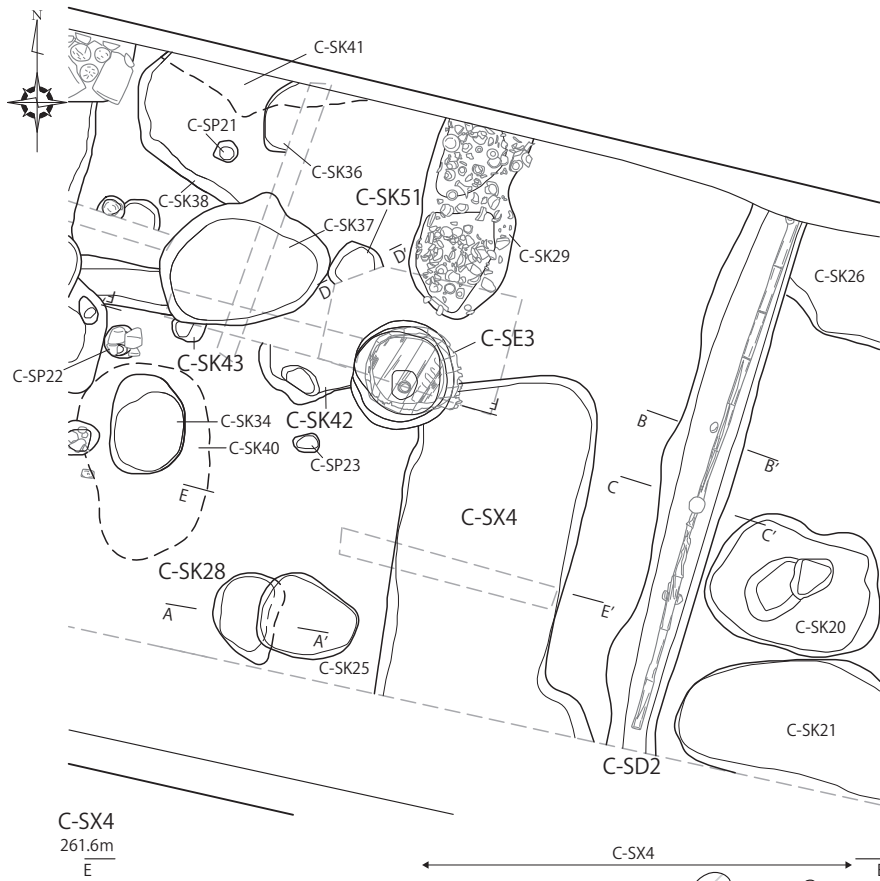 N
C-SK41
C-SP21
C-SK36
C-SK38
C-SK51
C-SK37
D'
D
C-SK29
C-SK26
F'
C-SE3
C-SP22
C-SK43
F
C-SK34
C-SK42
B
C-SK40
C-SP23
B'
E
C
C-SX4
C'
C-SK28
A
E'
A'
C-SK20
C-SK25
C-SK21
C-SD2
C-SX4
261.6m
C-SX4
E